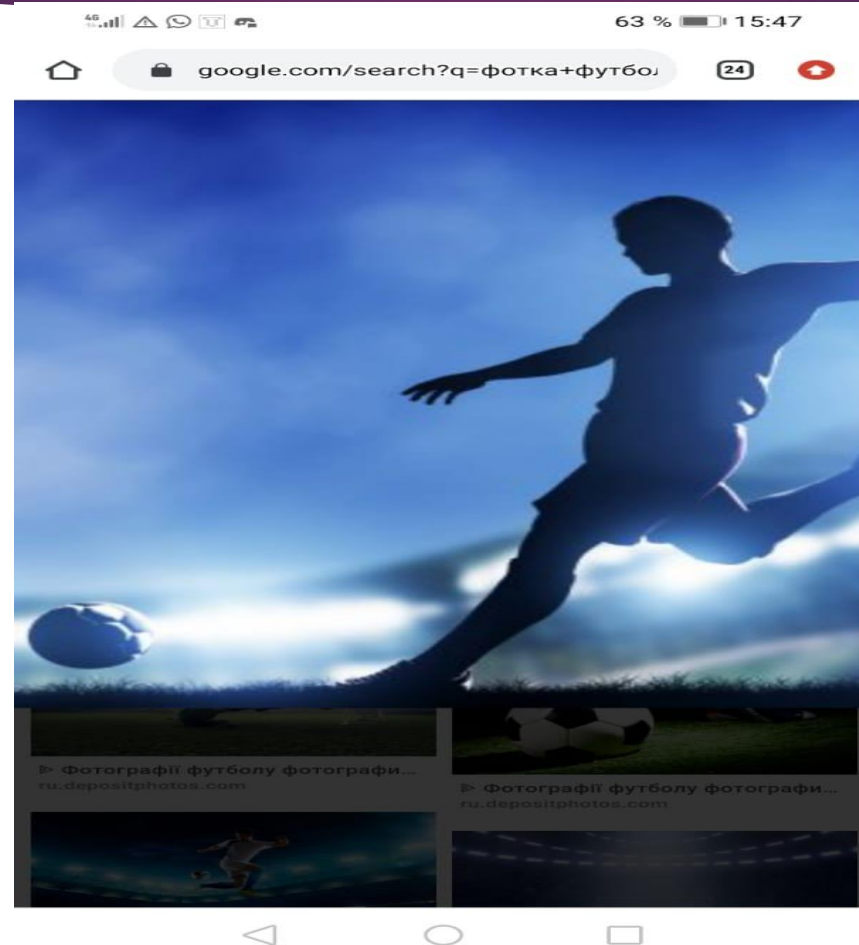 4G 63 % 15:47
google.com/search?q=фотка+футбол
24
Фотографії футболу фотографи...
ru.depositphotos.com
Фотографії футболу фотографи...
ru.depositphotos.com